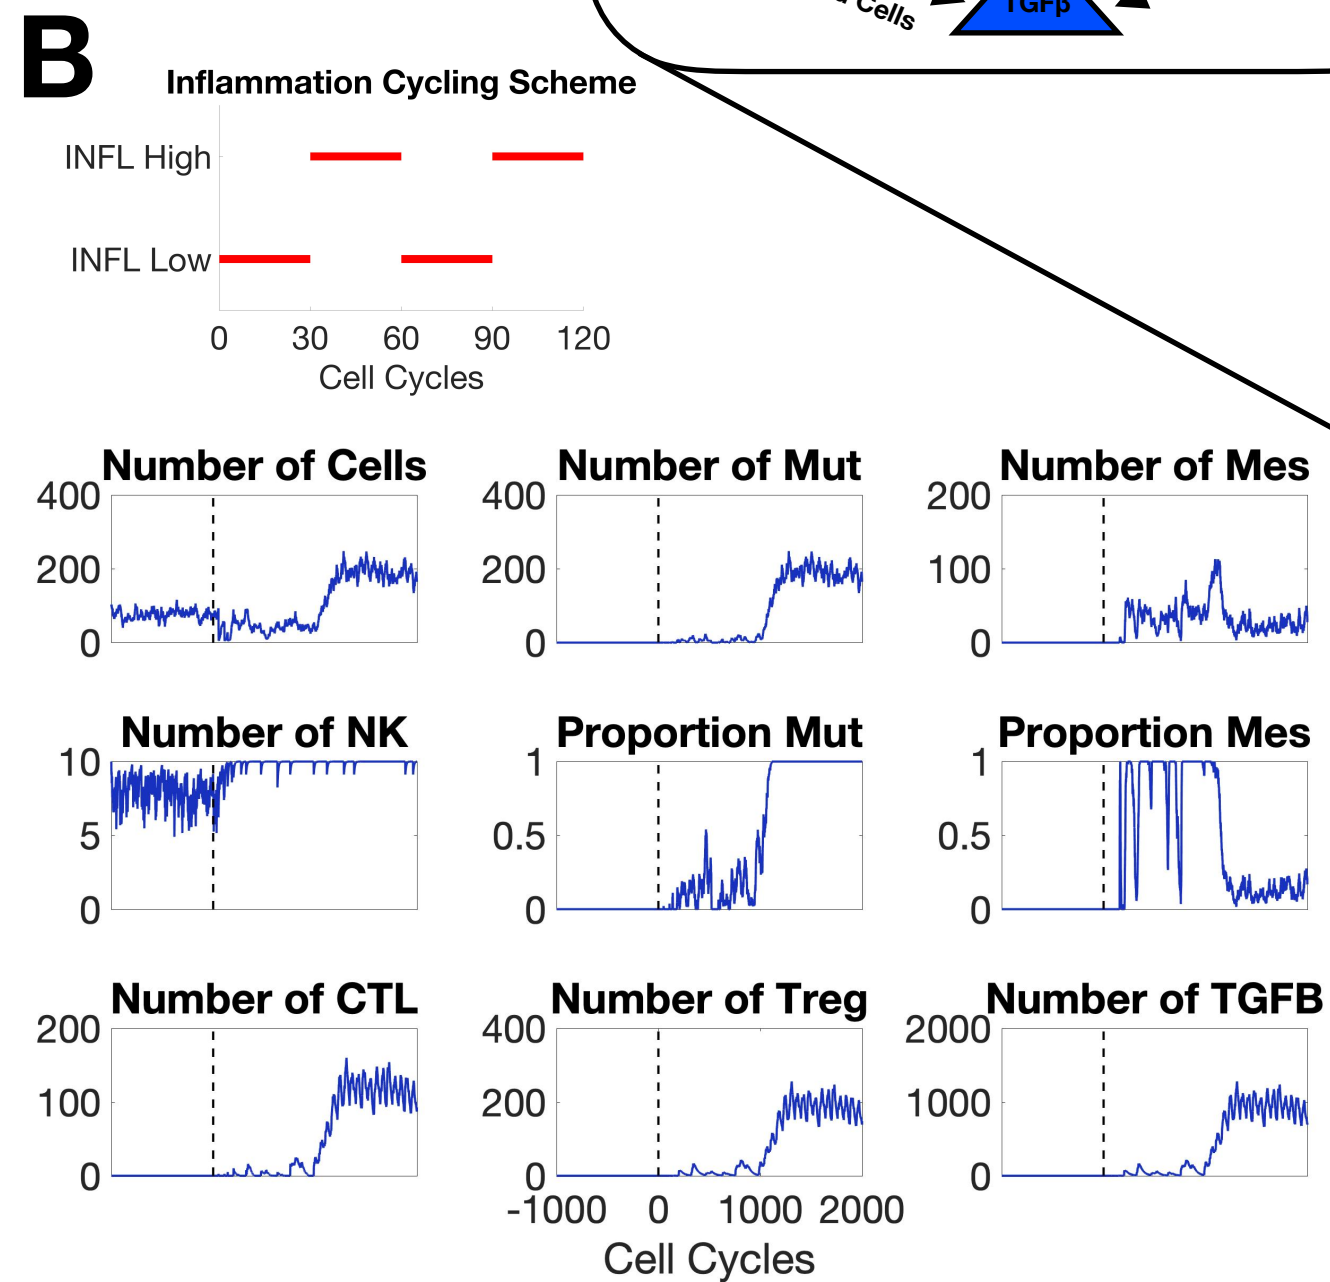 Cells
TGFβ
B
Inflammation Cycling Scheme
INFL High
INFL Low
0 30 60 90 120
Cell Cycles
Number of Cells Number of Mut Number of Mes
400 400 200
200 200 100
0 0 0
Number of NK Proportion Mut Proportion Mes
10 1 1
5 0.5 0.5
0 0 0
Number of CTL Number of Treg Number of TGFB
200 400 2000
100 200 1000
0 0 0
-1000 0 1000 2000
Cell Cycles